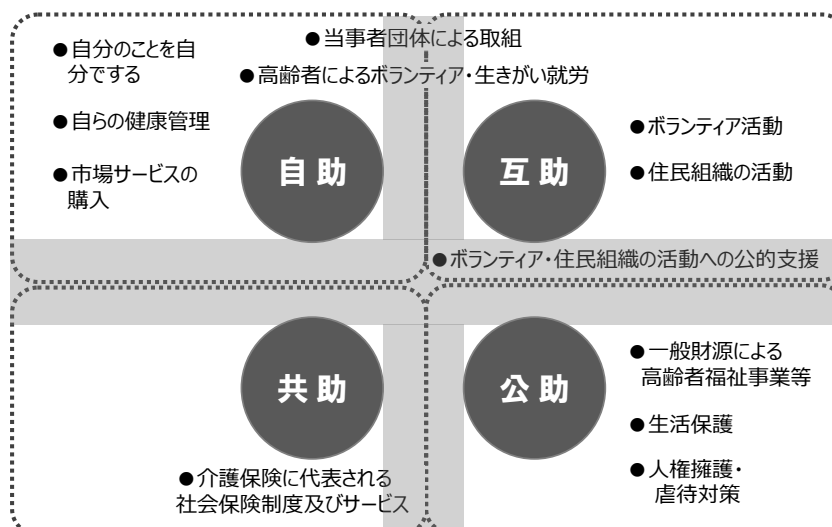 ●当事者団体による取組
●高齢者によるボランティア・生きがい就労
●自分のことを自
分でする
●自らの健康管理
●市場サービスの
購入
自助
互助
●ボランティア活動
●住民組織の活動
●ボランティア・住民組織の活動への公的支援
共助
公助
●介護保険に代表される
社会保険制度及びサービス
●一般財源による
高齢者福祉事業等
●生活保護
●人権擁護・
虐待対策